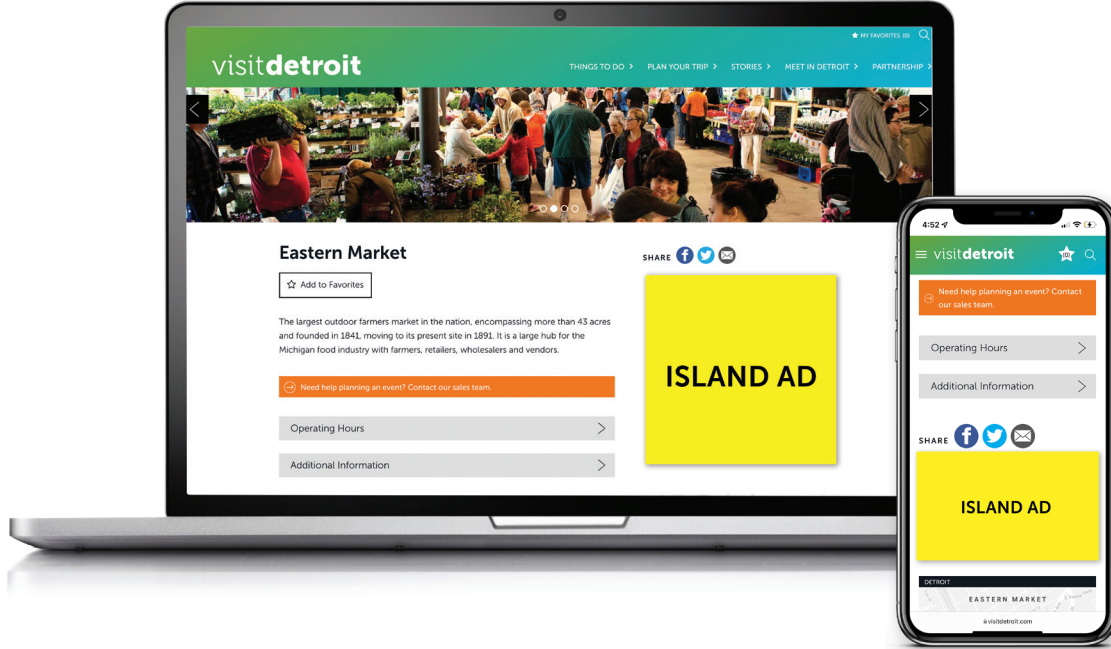 ★ MY FAVORITES (0)
visitdetroit
THINGS TO DO > PLAN YOUR TRIP > STORIES > MEET IN DETROIT > PARTNERSHIP >
Eastern Market
Add to Favorites
The largest outdoor farmers market in the nation, encompassing more than 43 acres
and founded in 1841, moving to its present site in 1891. It is a large hub for the
Michigan food industry with farmers, retailers, wholesalers and vendors.
Need help planning an event? Contact our sales team.
Operating Hours
Additional Information
SHARE
ISLAND AD
4:52
visitdetroit
(0)
Need help planning an event? Contact
our sales team.
Operating Hours
Additional Information
SHARE
ISLAND AD
DETROIT
EASTERN MARKET
visitdetroit.com